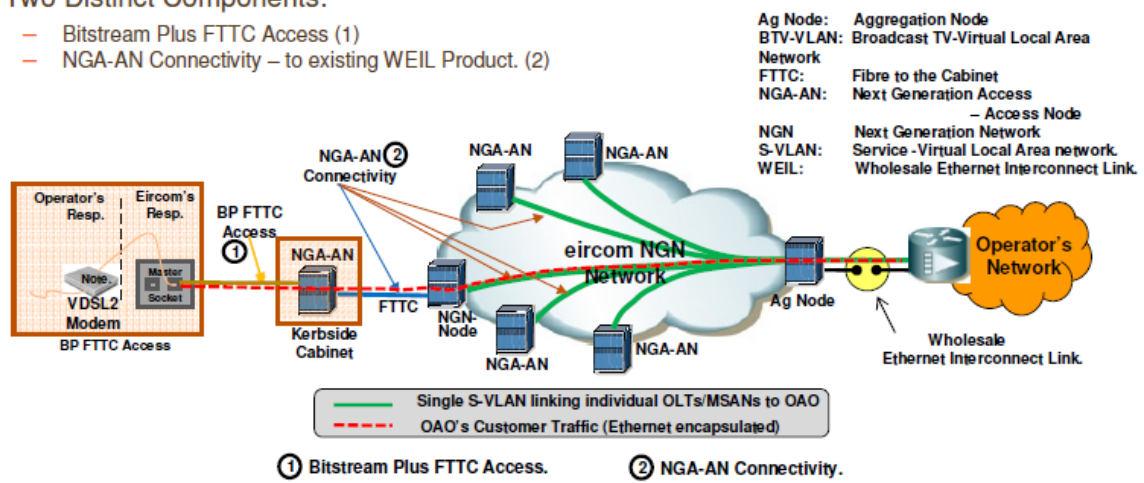 Two Distinct Components:
– Bitstream Plus FTTC Access (1)
– NGA-AN Connectivity – to existing WEIL Product. (2)
Ag Node: Aggregation Node
BTV-VLAN: Broadcast TV-Virtual Local Area
Network
FTTC: Fibre to the Cabinet
NGA-AN: Next Generation Access
– Access Node
NGN Next Generation Network
S-VLAN: Service -Virtual Local Area network.
WEIL: Wholesale Ethernet Interconnect Link.
NGA-AN 2
Connectivity
NGA-AN
NGA-AN
Operator's
Resp.
Eircom's
Resp.
BP FTTC
Access
1
NGA-AN
Note.
VDSL2
Modem
Master
Socket
BP FTTC Access
Kerbside
Cabinet
FTTC
NGN-
Node
eircom NGN
Network
NGA-AN
NGA-AN
Ag Node
Operator's
Network
Wholesale
Ethernet Interconnect Link.
Single S-VLAN linking individual OLTs/MSANs to OAO
OAO's Customer Traffic (Ethernet encapsulated)
1 Bitstream Plus FTTC Access.
2 NGA-AN Connectivity.